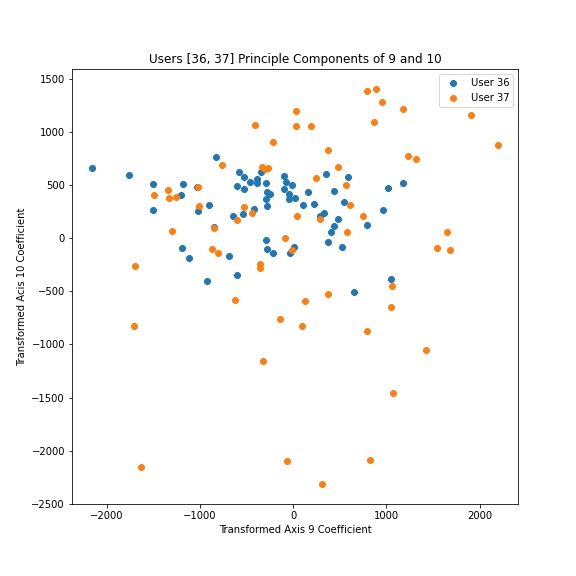 Users [36, 37] Principle Components of 9 and 10
User 36
User 37
Transformed Acis 10 Coefficient
1500
1000
500
0
−500
−1000
−1500
−2000
−2500
−2000
−1000
0
1000
2000
Transformed Axis 9 Coefficient